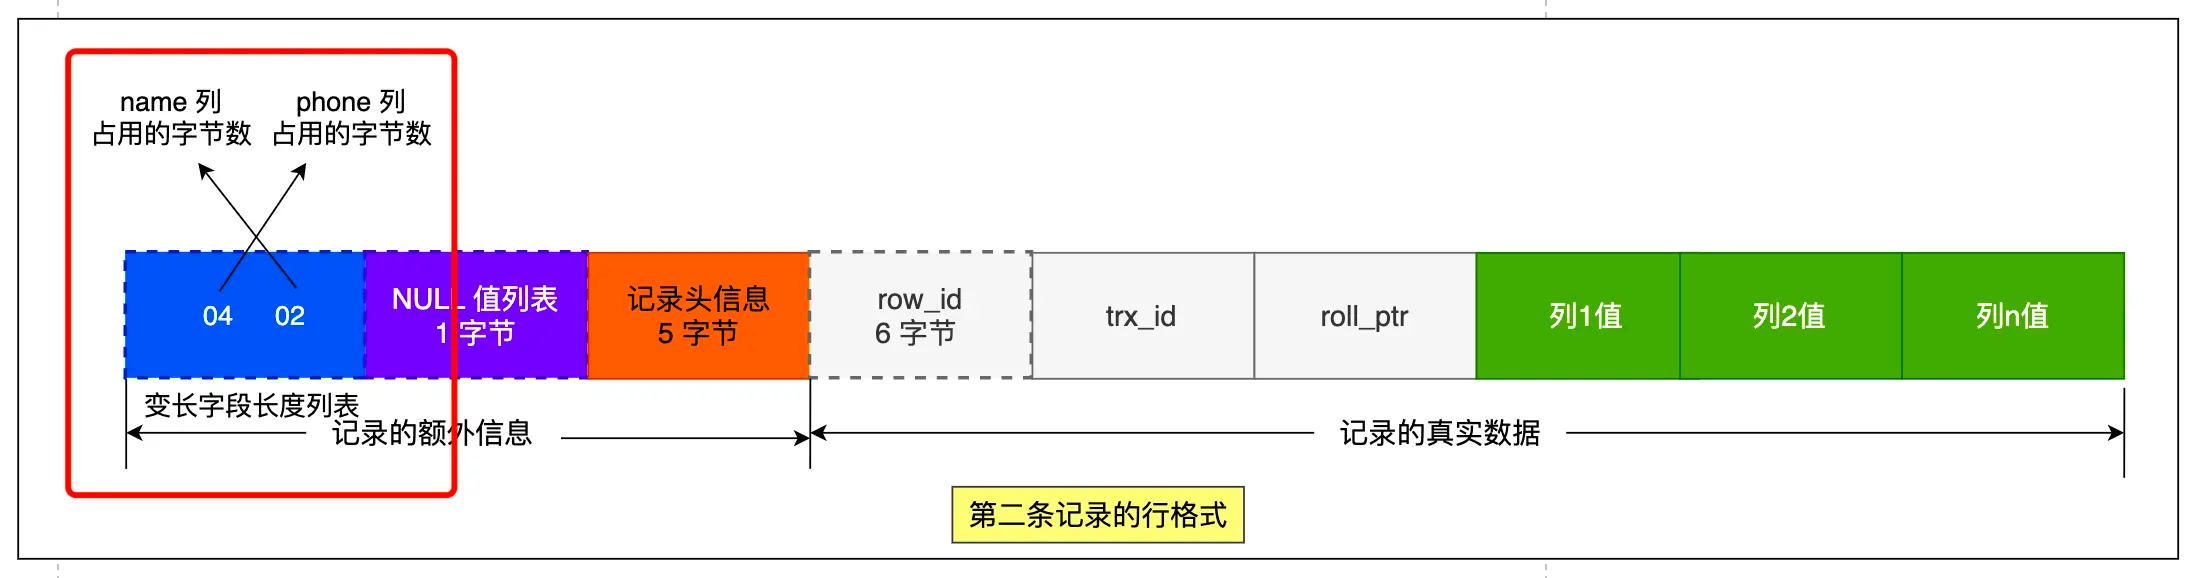 name 列
占用的字节数
phone 列
占用的字节数
04 02
NULL 值列表
1 字节
记录头信息
5 字节
row_id
6 字节
trx_id
roll_ptr
列1值
列2值
列n值
变长字段长度列表
记录的额外信息
记录的真实数据
第二条记录的行格式